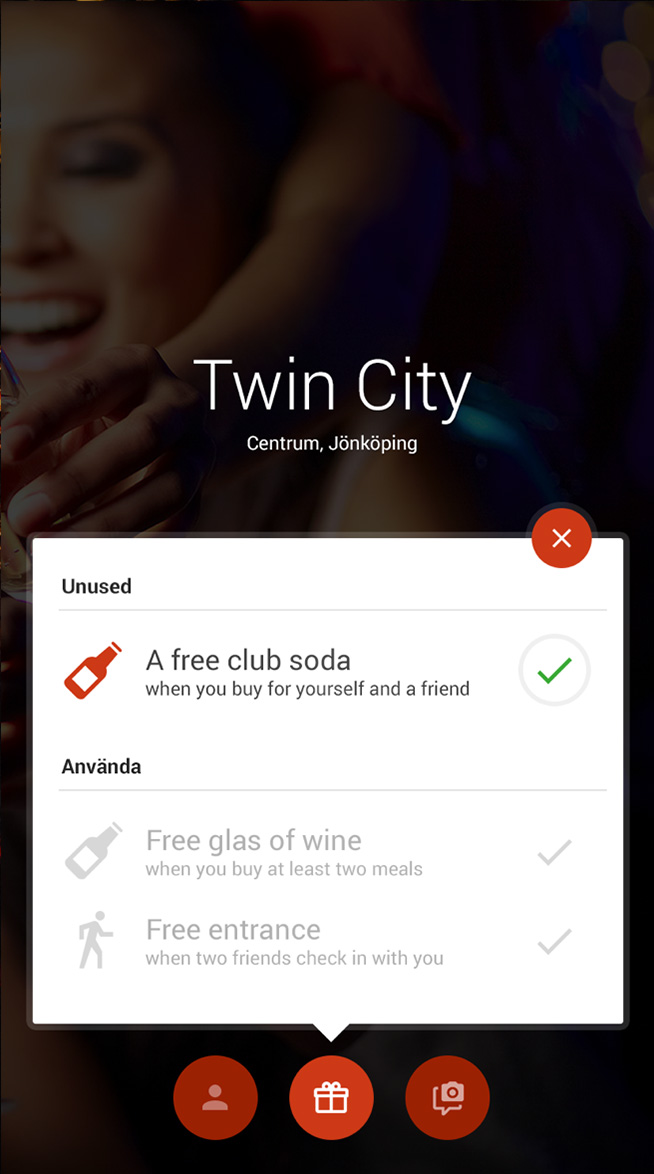 Twin City
Centrum, Jönköping
Unused
A free club soda
when you buy for yourself and a friend
Använda
Free glas of wine
when you buy at least two meals
Free entrance
when two friends check in with you